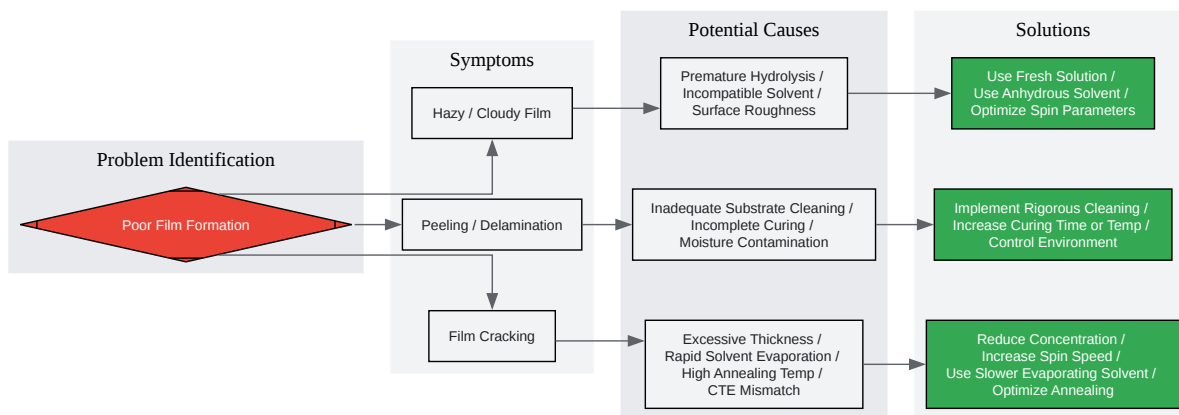 Problem Identification
Poor Film Formation
Symptoms
Hazy / Cloudy Film
Peeling / Delamination
Film Cracking
Potential Causes
Premature Hydrolysis /
Incompatible Solvent /
Surface Roughness
Inadequate Substrate Cleaning /
Incomplete Curing /
Moisture Contamination
Excessive Thickness /
Rapid Solvent Evaporation /
High Annealing Temp /
CTE Mismatch
Solutions
Use Fresh Solution /
Use Anhydrous Solvent /
Optimize Spin Parameters
Implement Rigorous Cleaning /
Increase Curing Time or Temp /
Control Environment
Reduce Concentration /
Increase Spin Speed /
Use Slower Evaporating Solvent /
Optimize Annealing